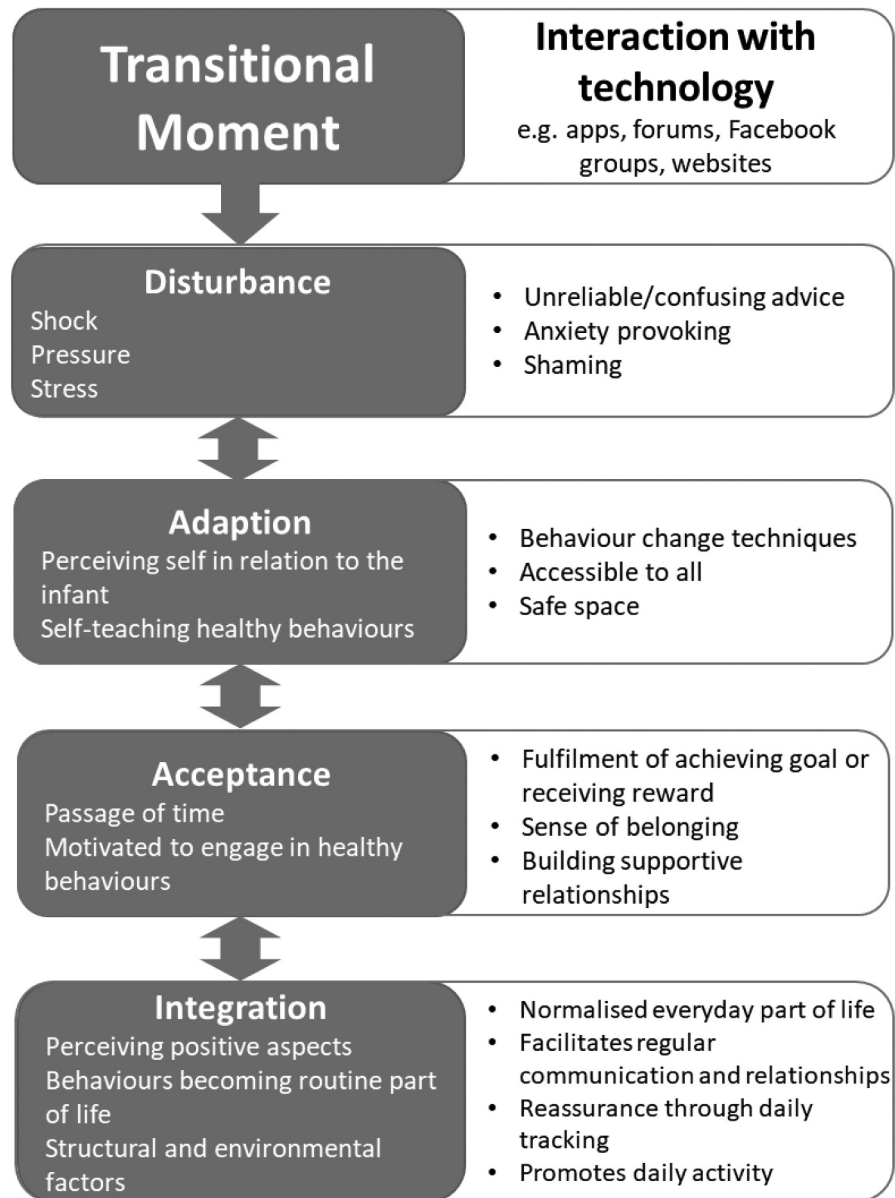 Transitional
Moment
Interaction with
technology
e.g. apps, forums, Facebook
groups, websites
Disturbance
Shock
Pressure
Stress
• Unreliable/confusing advice
• Anxiety provoking
• Shaming
Adaption
Perceiving self in relation to the
infant
Self-teaching healthy behaviours
• Behaviour change techniques
• Accessible to all
• Safe space
Acceptance
Passage of time
Motivated to engage in healthy
behaviours
• Fulfilment of achieving goal or
receiving reward
• Sense of belonging
• Building supportive
relationships
Integration
Perceiving positive aspects
Behaviours becoming routine part
of life
Structural and environmental
factors
• Normalised everyday part of life
• Facilitates regular
communication and relationships
• Reassurance through daily
tracking
• Promotes daily activity